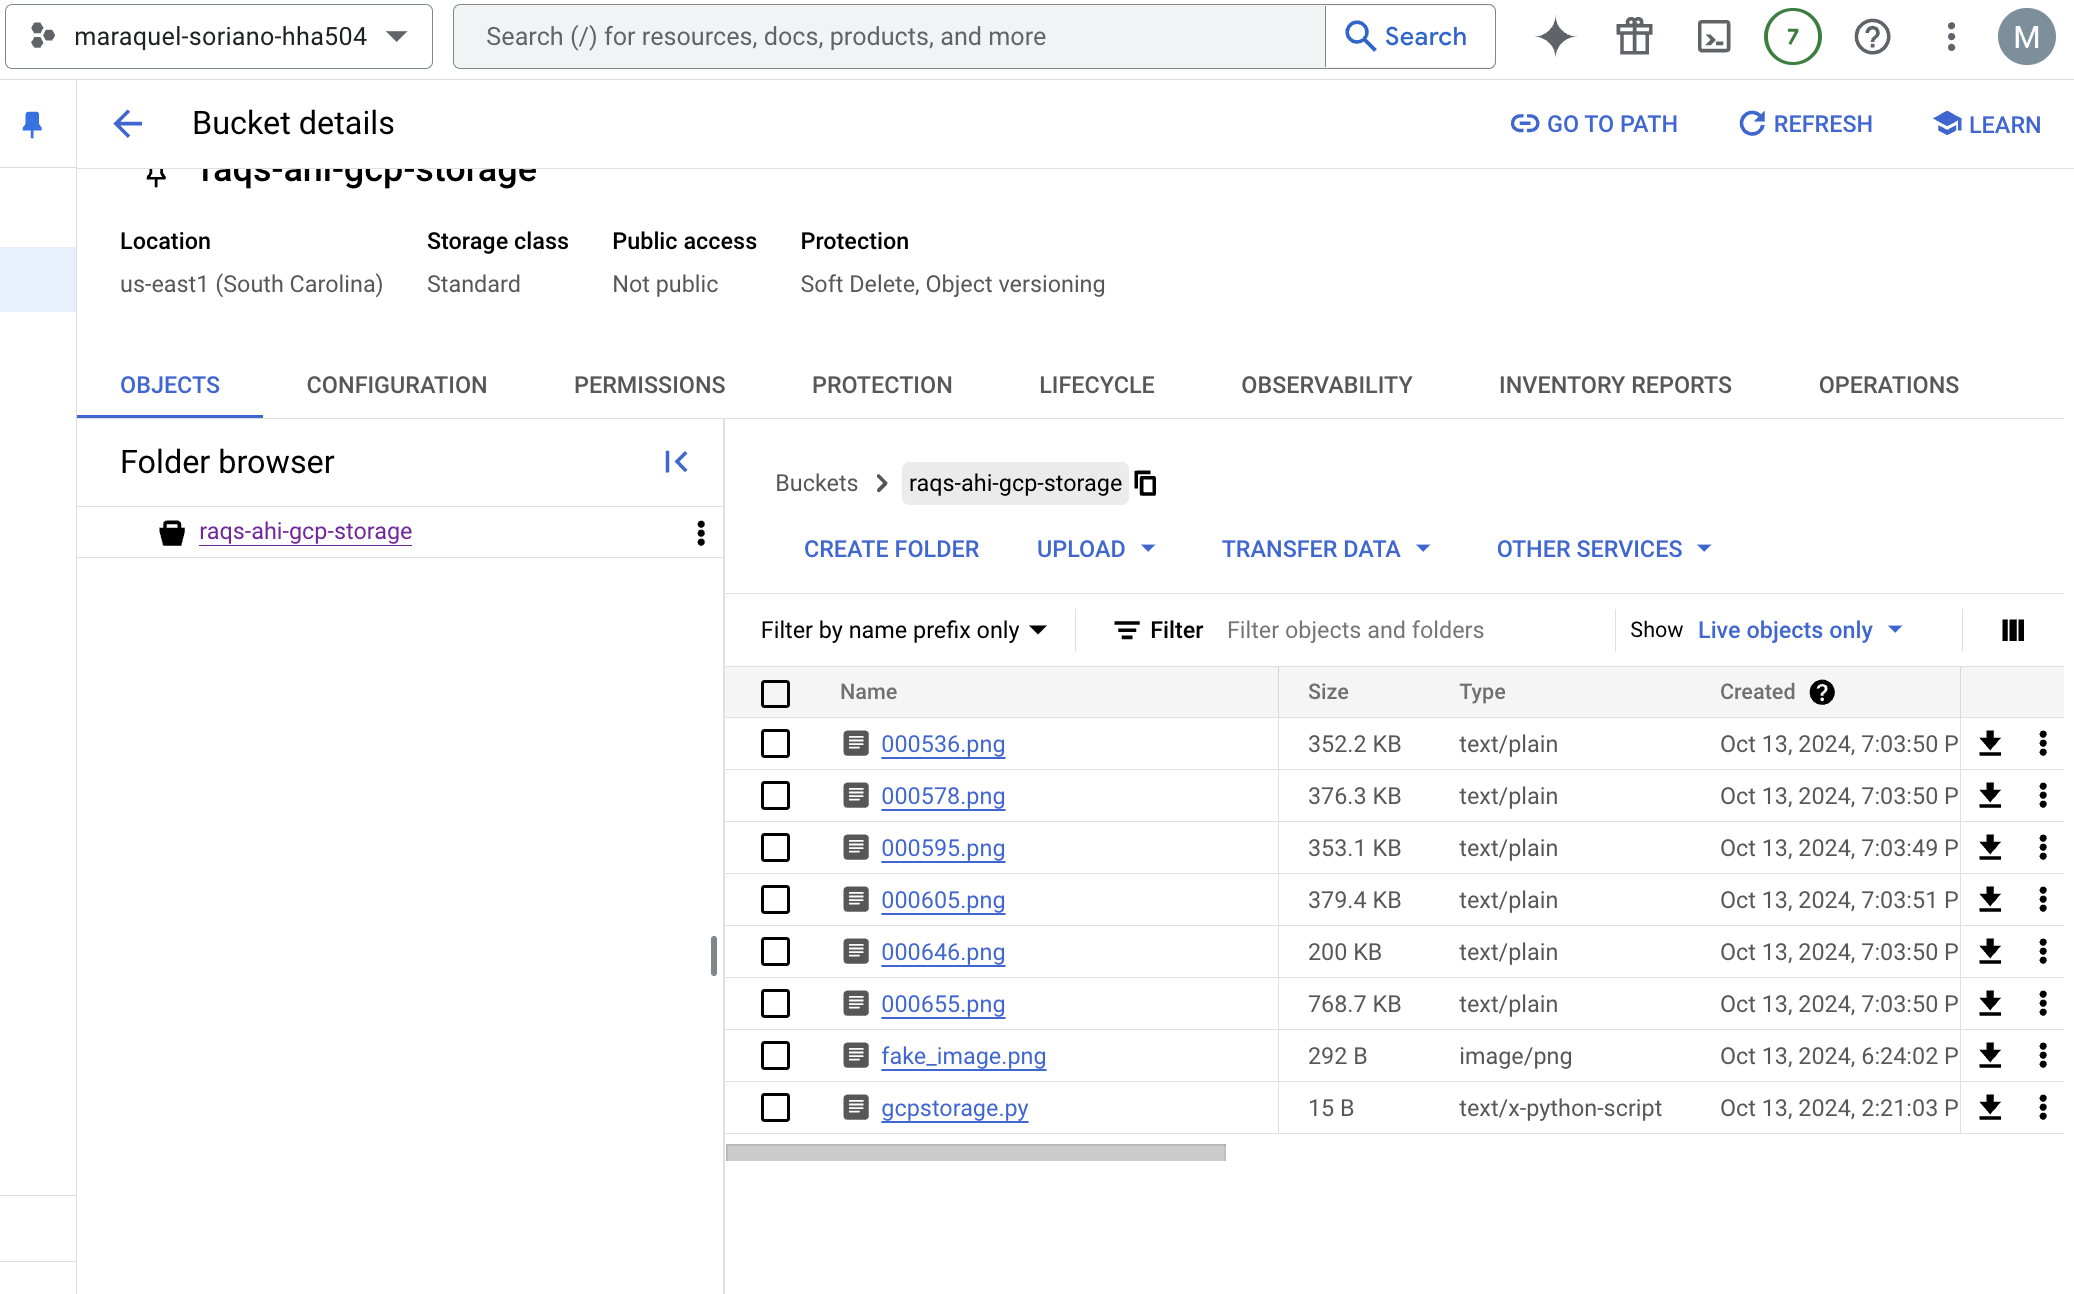 maraquel-soriano-hha504
Search (/) for resources, docs, products, and more
Search
7
M
Bucket details
GO TO PATH
REFRESH
LEARN
raqs-ahi-gcp-storage
Location Storage class Public access Protection
us-east1 (South Carolina) Standard Not public Soft Delete, Object versioning
OBJECTS CONFIGURATION PERMISSIONS PROTECTION LIFECYCLE OBSERVABILITY INVENTORY REPORTS OPERATIONS
Folder browser
raqs-ahi-gcp-storage
Buckets raqs-ahi-gcp-storage
CREATE FOLDER UPLOAD TRANSFER DATA OTHER SERVICES
Filter by name prefix only Filter Filter objects and folders Show Live objects only
Name Size Type Created
000536.png 352.2 KB text/plain Oct 13, 2024, 7:03:50 P
000578.png 376.3 KB text/plain Oct 13, 2024, 7:03:50 P
000595.png 353.1 KB text/plain Oct 13, 2024, 7:03:49 P
000605.png 379.4 KB text/plain Oct 13, 2024, 7:03:51 P
000646.png 200 KB text/plain Oct 13, 2024, 7:03:50 P
000655.png 768.7 KB text/plain Oct 13, 2024, 7:03:50 P
fake_image.png 292 B image/png Oct 13, 2024, 6:24:02 P
gcpstorage.py 15 B text/x-python-script Oct 13, 2024, 2:21:03 P